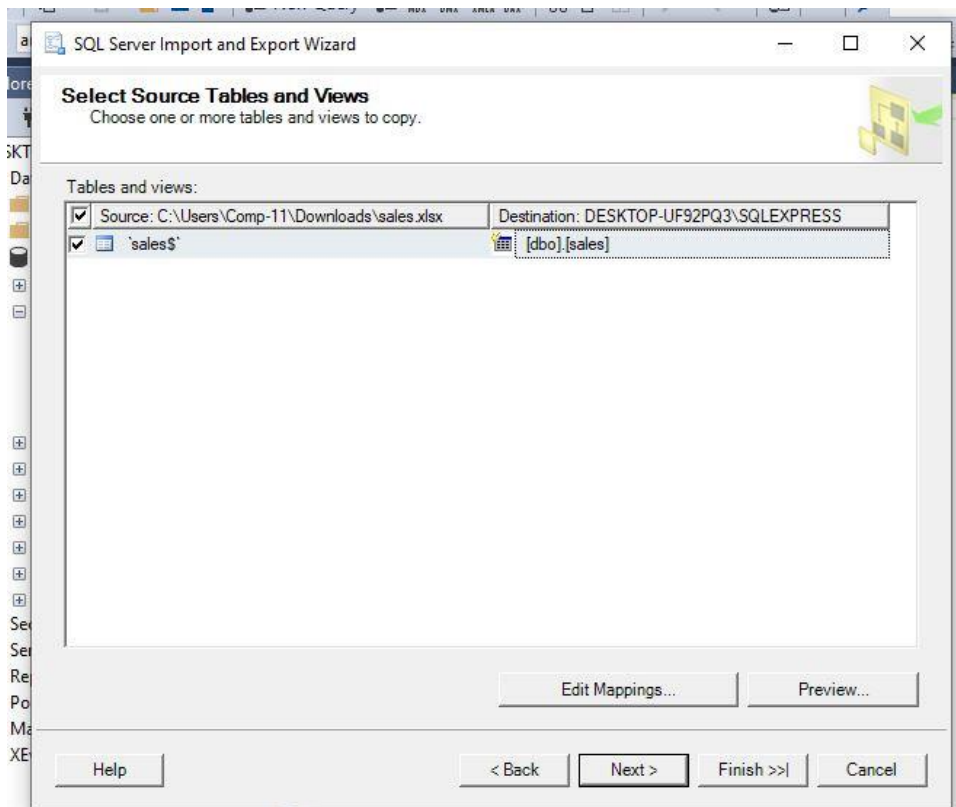 New Query
SQL Server Import and Export Wizard
Select Source Tables and Views
Choose one or more tables and views to copy.
Tables and views:
Source: C:\Users\Comp-11\Downloads\sales.xlsx
Destination: DESKTOP-UF92PQ3\SQLEXPRESS
`sales$`
[dbo].[sales]
Edit Mappings...
Preview...
Help
< Back
Next >
Finish >>|
Cancel